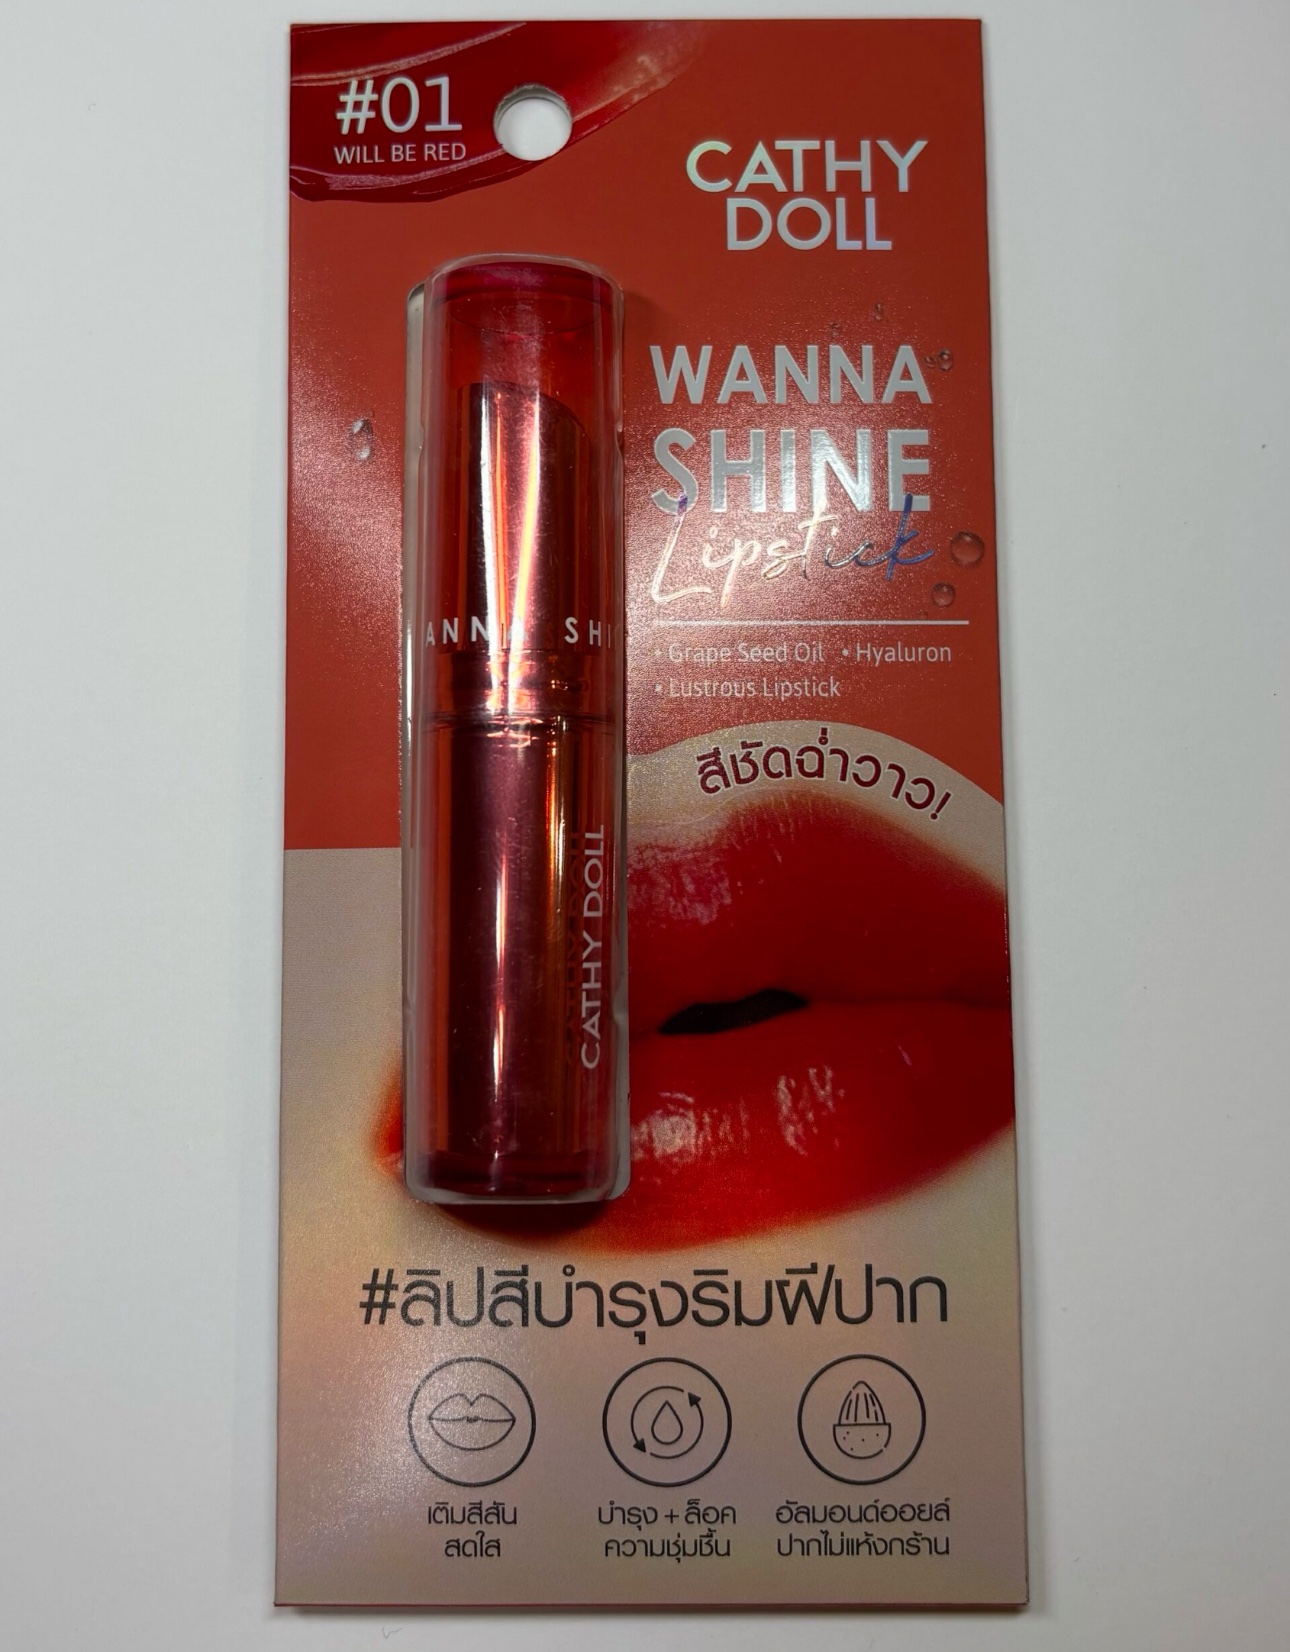 #01
WILL BE RED
CATHY
DOLL
WANNA
SHINE
Lipstick
• Grape Seed Oil • Hyaluron
• Lustrous Lipstick
สีชัดฉ่ำวาว!
ANNA SHI
CATHY DOLL
#ลิปสีบำรุงริมฝีปาก
เติมสีสัน
สดใส
บำรุง + ล็อค
ความชุ่มชื้น
อัลมอนด์ออยล์
ปากไม่แห้งกร้าน